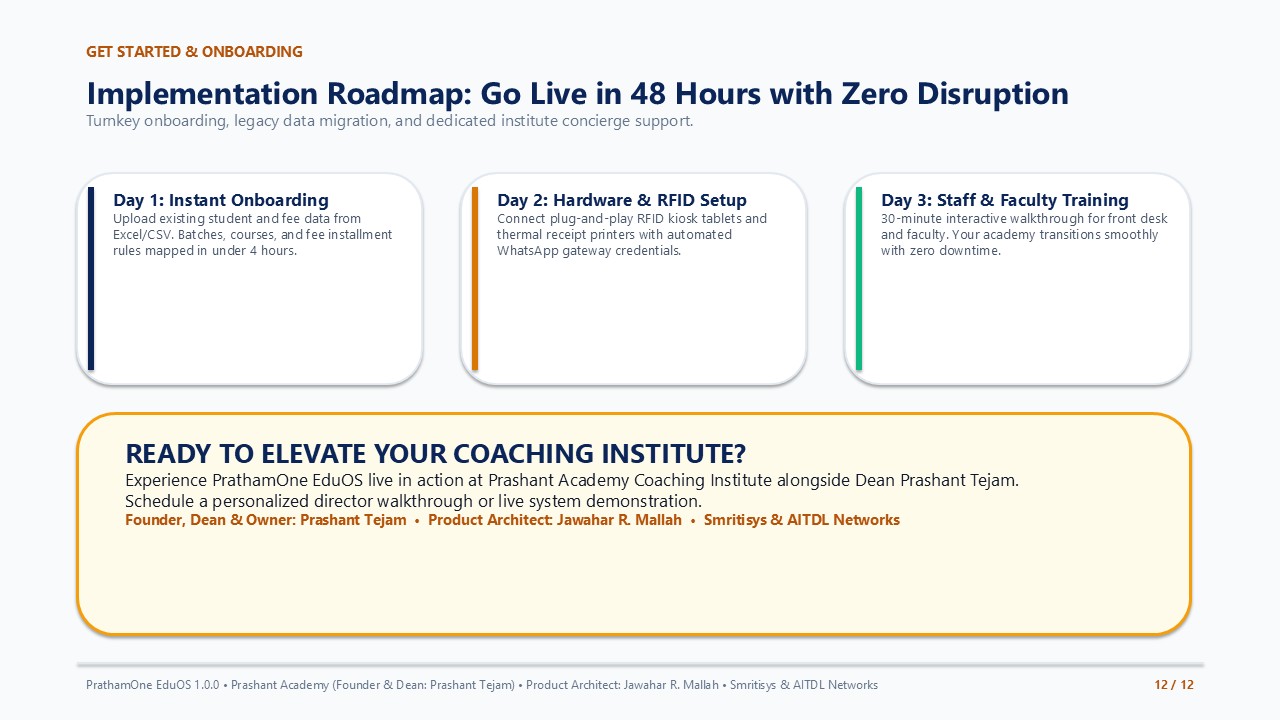 GET STARTED & ONBOARDING
Implementation Roadmap: Go Live in 48 Hours with Zero Disruption
Turnkey onboarding, legacy data migration, and dedicated institute concierge support.
Day 1: Instant Onboarding
Upload existing student and fee data from
Excel/CSV. Batches, courses, and fee installment
rules mapped in under 4 hours.
Day 2: Hardware & RFID Setup
Connect plug-and-play RFID kiosk tablets and
thermal receipt printers with automated
WhatsApp gateway credentials.
Day 3: Staff & Faculty Training
30-minute interactive walkthrough for front desk
and faculty. Your academy transitions smoothly
with zero downtime.
READY TO ELEVATE YOUR COACHING INSTITUTE?
Experience PrathamOne EduOS live in action at Prashant Academy Coaching Institute alongside Dean Prashant Tejam.
Schedule a personalized director walkthrough or live system demonstration.
Founder, Dean & Owner: Prashant Tejam • Product Architect: Jawahar R. Mallah • Smritisys & AITDL Networks
PrathamOne EduOS 1.0.0 • Prashant Academy (Founder & Dean: Prashant Tejam) • Product Architect: Jawahar R. Mallah • Smritisys & AITDL Networks
12 / 12